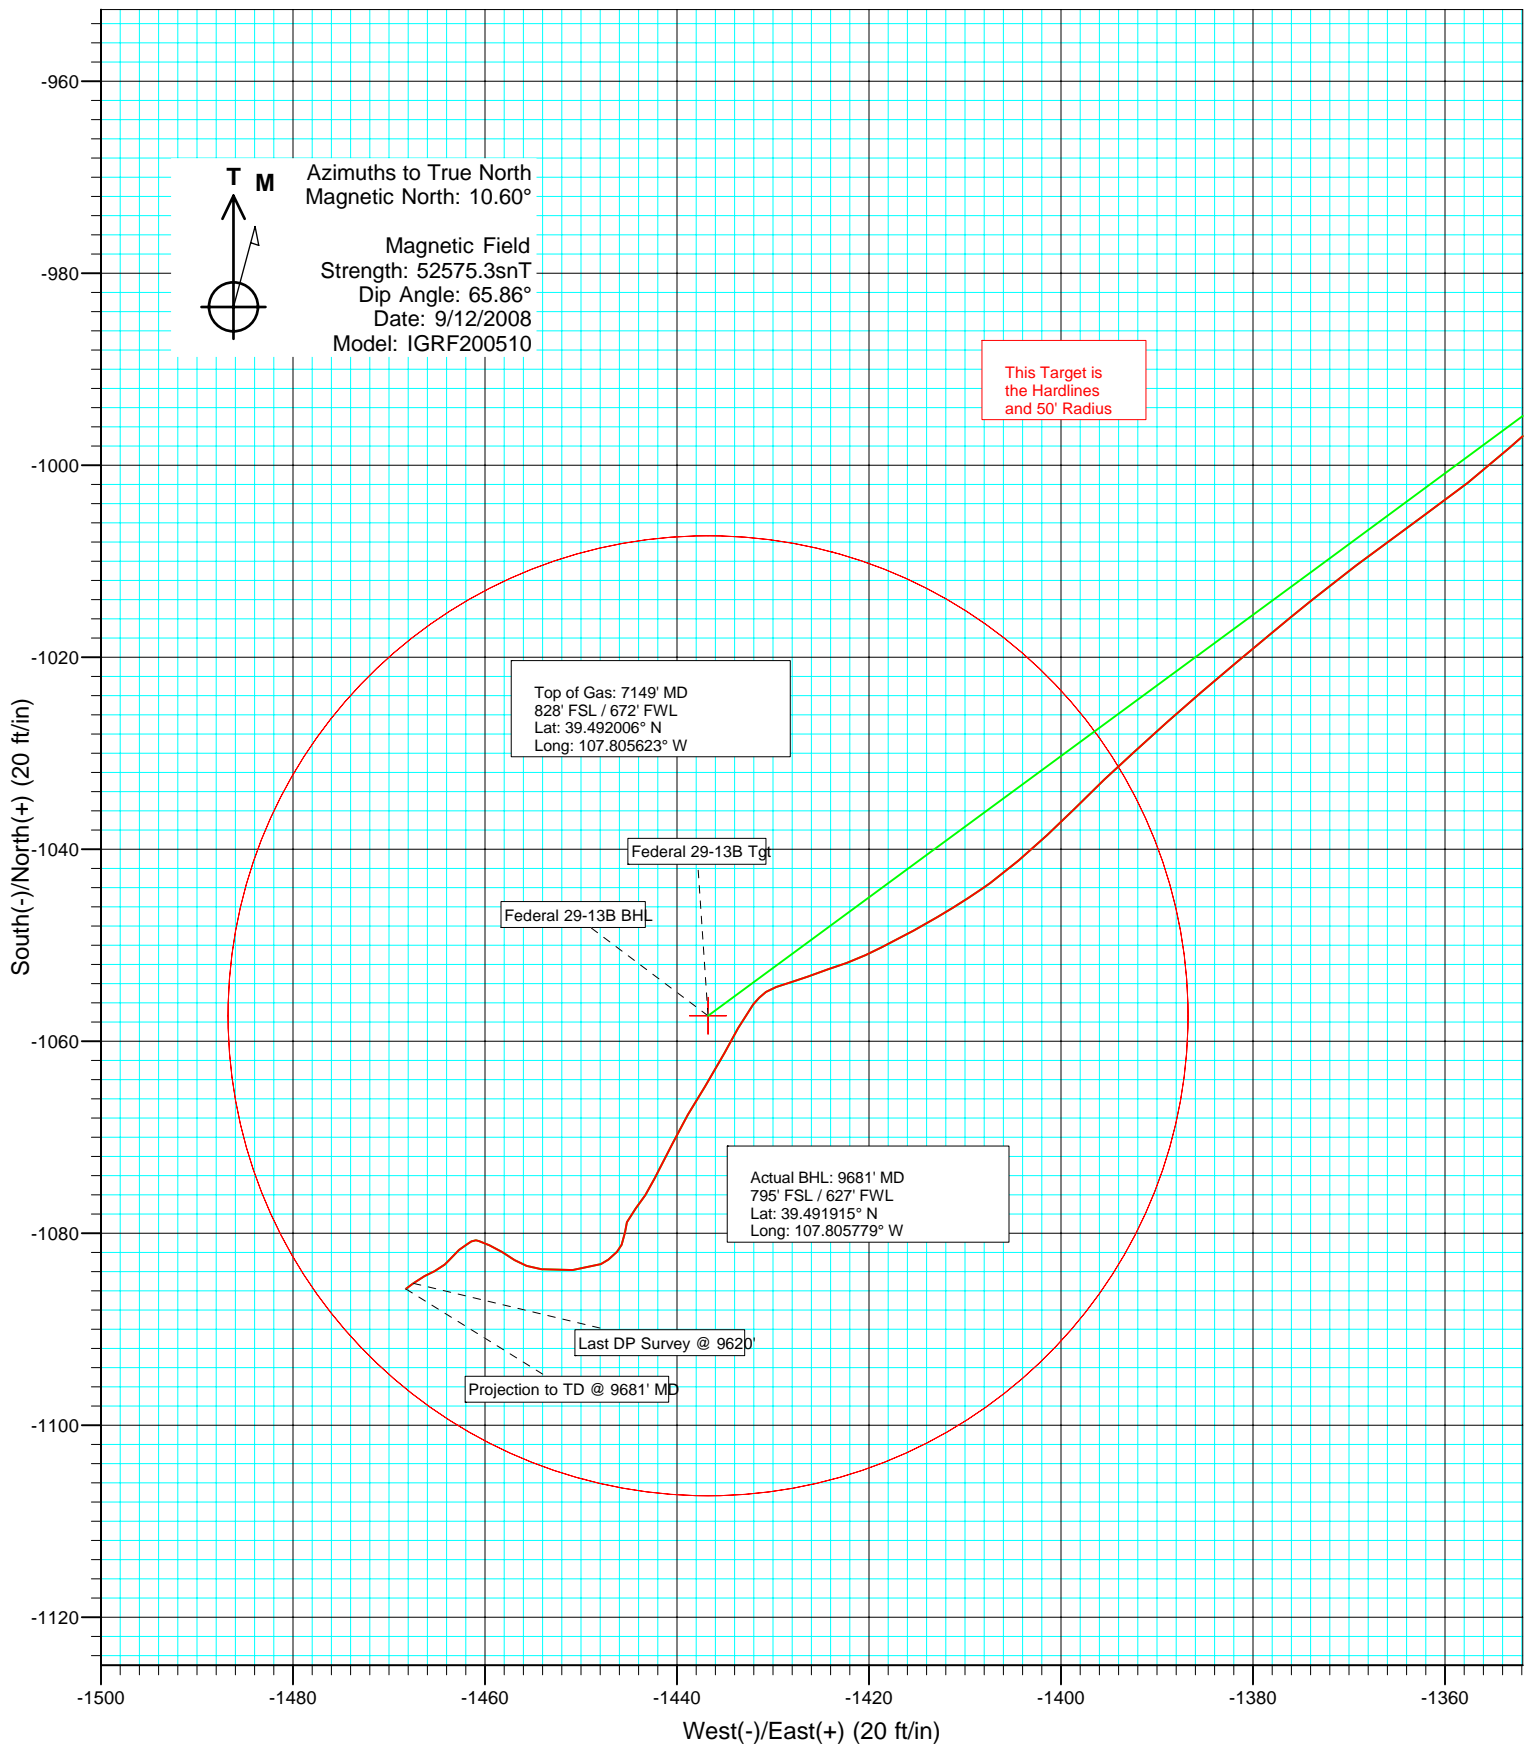 -960
-980
-1000
-1020
-1040
-1060
-1080
-1100
-1120
South(-)/North(+) (20 ft/in)
T M
Azimuths to True North
Magnetic North: 10.60°
Magnetic Field
Strength: 52575.3snT
Dip Angle: 65.86°
Date: 9/12/2008
Model: IGRF200510
This Target is
the Hardlines
and 50' Radius
Top of Gas: 7149' MD
828' FSL / 672' FWL
Lat: 39.492006° N
Long: 107.805623° W
Federal 29-13B Tgt
Federal 29-13B BHL
Actual BHL: 9681' MD
795' FSL / 627' FWL
Lat: 39.491915° N
Long: 107.805779° W
Last DP Survey @ 9620'
Projection to TD @ 9681' MD
-1500 -1480 -1460 -1440 -1420 -1400 -1380 -1360
West(-)/East(+) (20 ft/in)